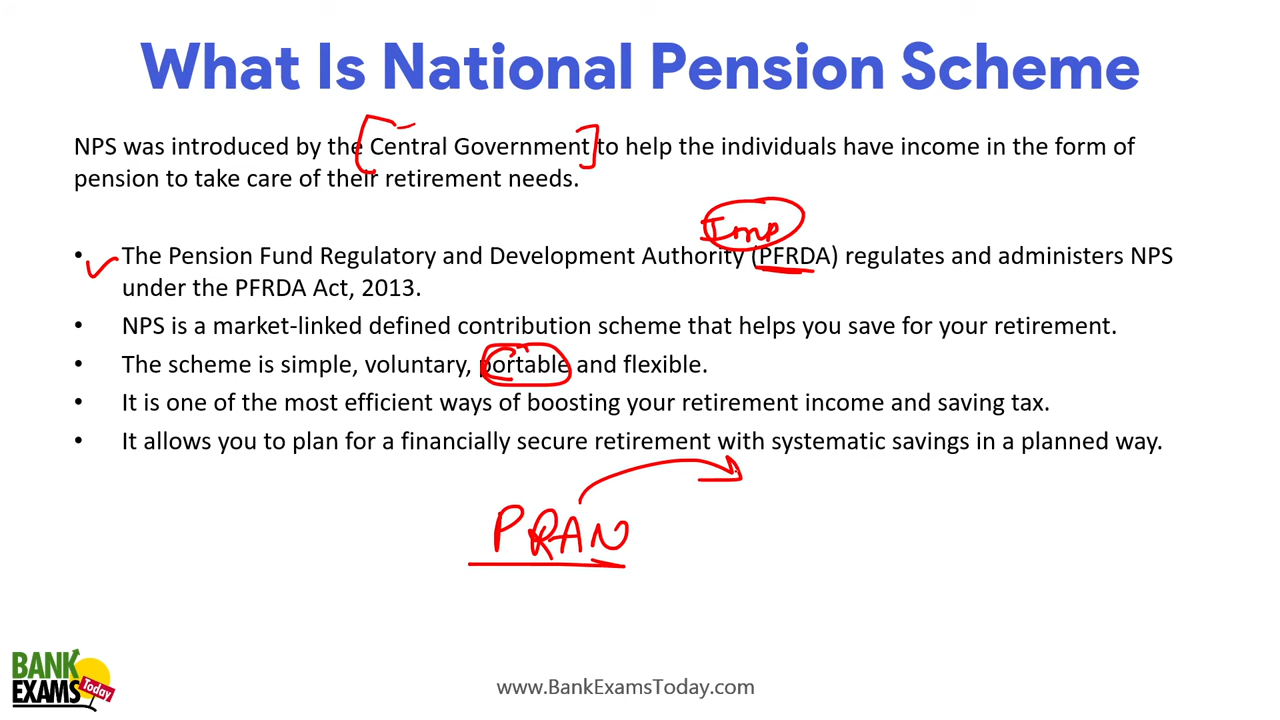 What Is National Pension Scheme
NPS was introduced by the Central Government to help the individuals have income in the form of
pension to take care of their retirement needs.
Imp
• The Pension Fund Regulatory and Development Authority (PFRDA) regulates and administers NPS
under the PFRDA Act, 2013.
• NPS is a market-linked defined contribution scheme that helps you save for your retirement.
• The scheme is simple, voluntary, portable and flexible.
• It is one of the most efficient ways of boosting your retirement income and saving tax.
• It allows you to plan for a financially secure retirement with systematic savings in a planned way.
PRAN
BANK
EXAMS Today
www.BankExamsToday.com